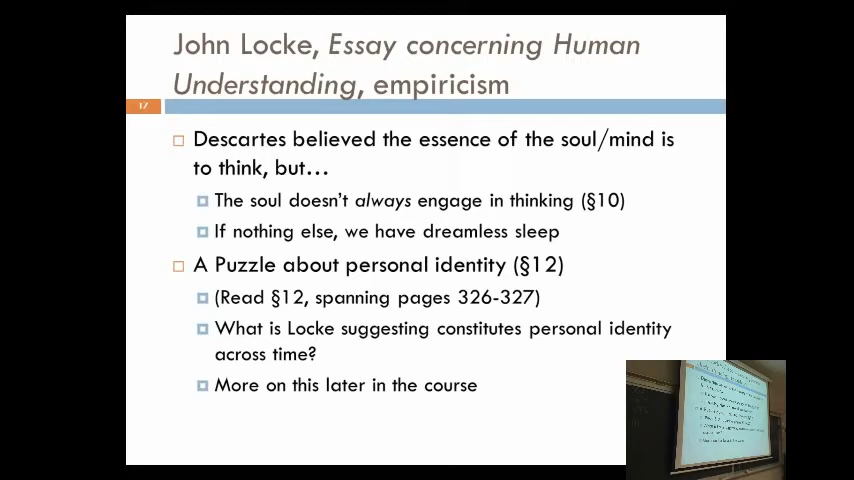 John Locke, Essay concerning Human
Understanding, empiricism
17
Descartes believed the essence of the soul/mind is
to think, but…
The soul doesn't always engage in thinking (§10)
If nothing else, we have dreamless sleep
A Puzzle about personal identity (§12)
(Read §12, spanning pages 326-327)
What is Locke suggesting constitutes personal identity
across time?
More on this later in the course